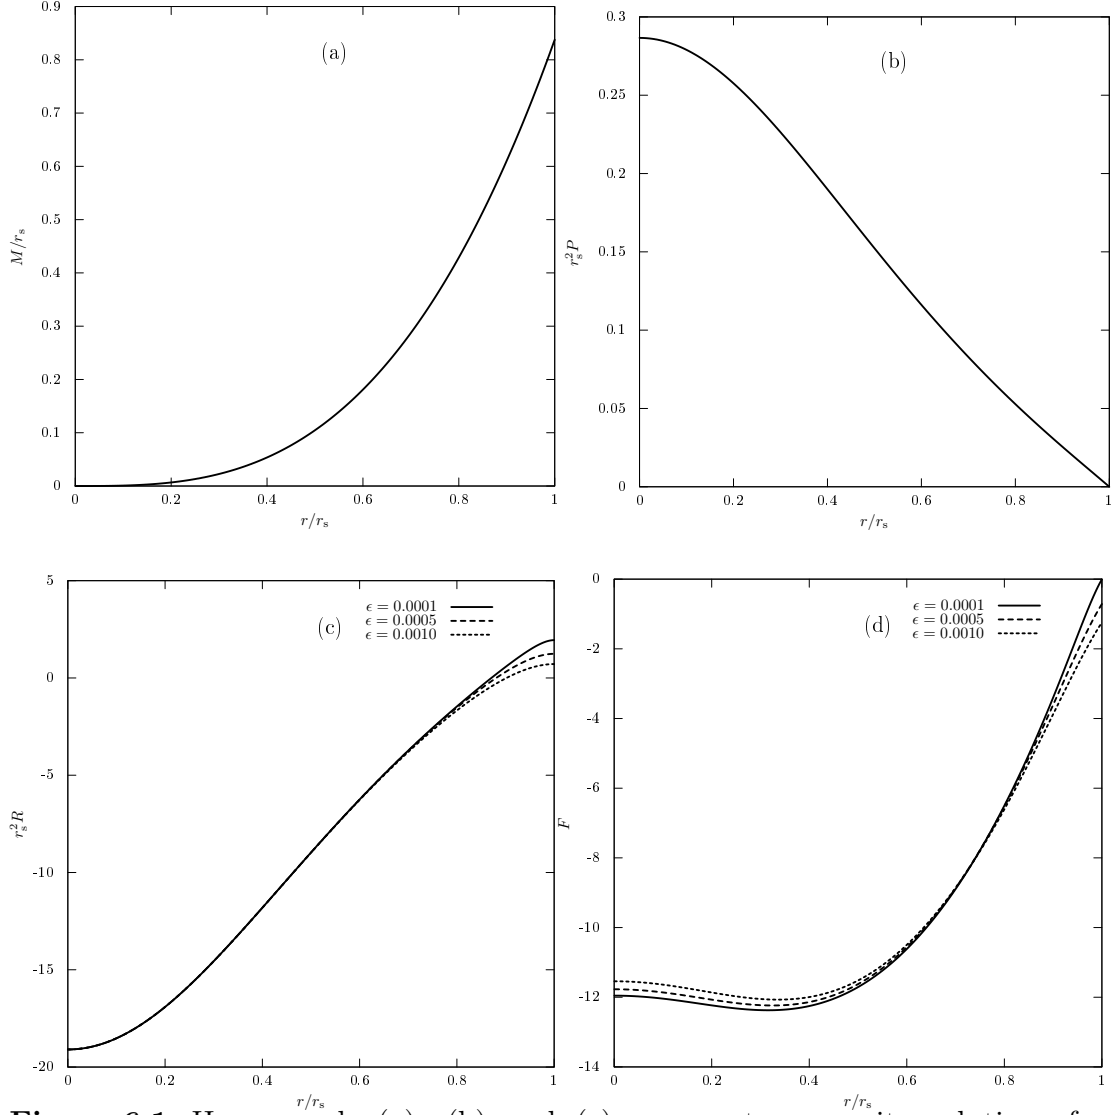 0.9
0.8
0.7
0.6
0.5
0.4
0.3
0.2
0.1
0
0 0.2 0.4 0.6 0.8 1
M/r_s
r/r_s
(a)
0.3
0.25
0.2
0.15
0.1
0.05
0
0 0.2 0.4 0.6 0.8 1
r_s^2 P
r/r_s
(b)
5
0
-5
-10
-15
-20
0 0.2 0.4 0.6 0.8 1
r_s^2 R
r/r_s
(c)
ϵ = 0.0001
ϵ = 0.0005
ϵ = 0.0010
0
-2
-4
-6
-8
-10
-12
-14
0 0.2 0.4 0.6 0.8 1
F
r/r_s
(d)
ϵ = 0.0001
ϵ = 0.0005
ϵ = 0.0010